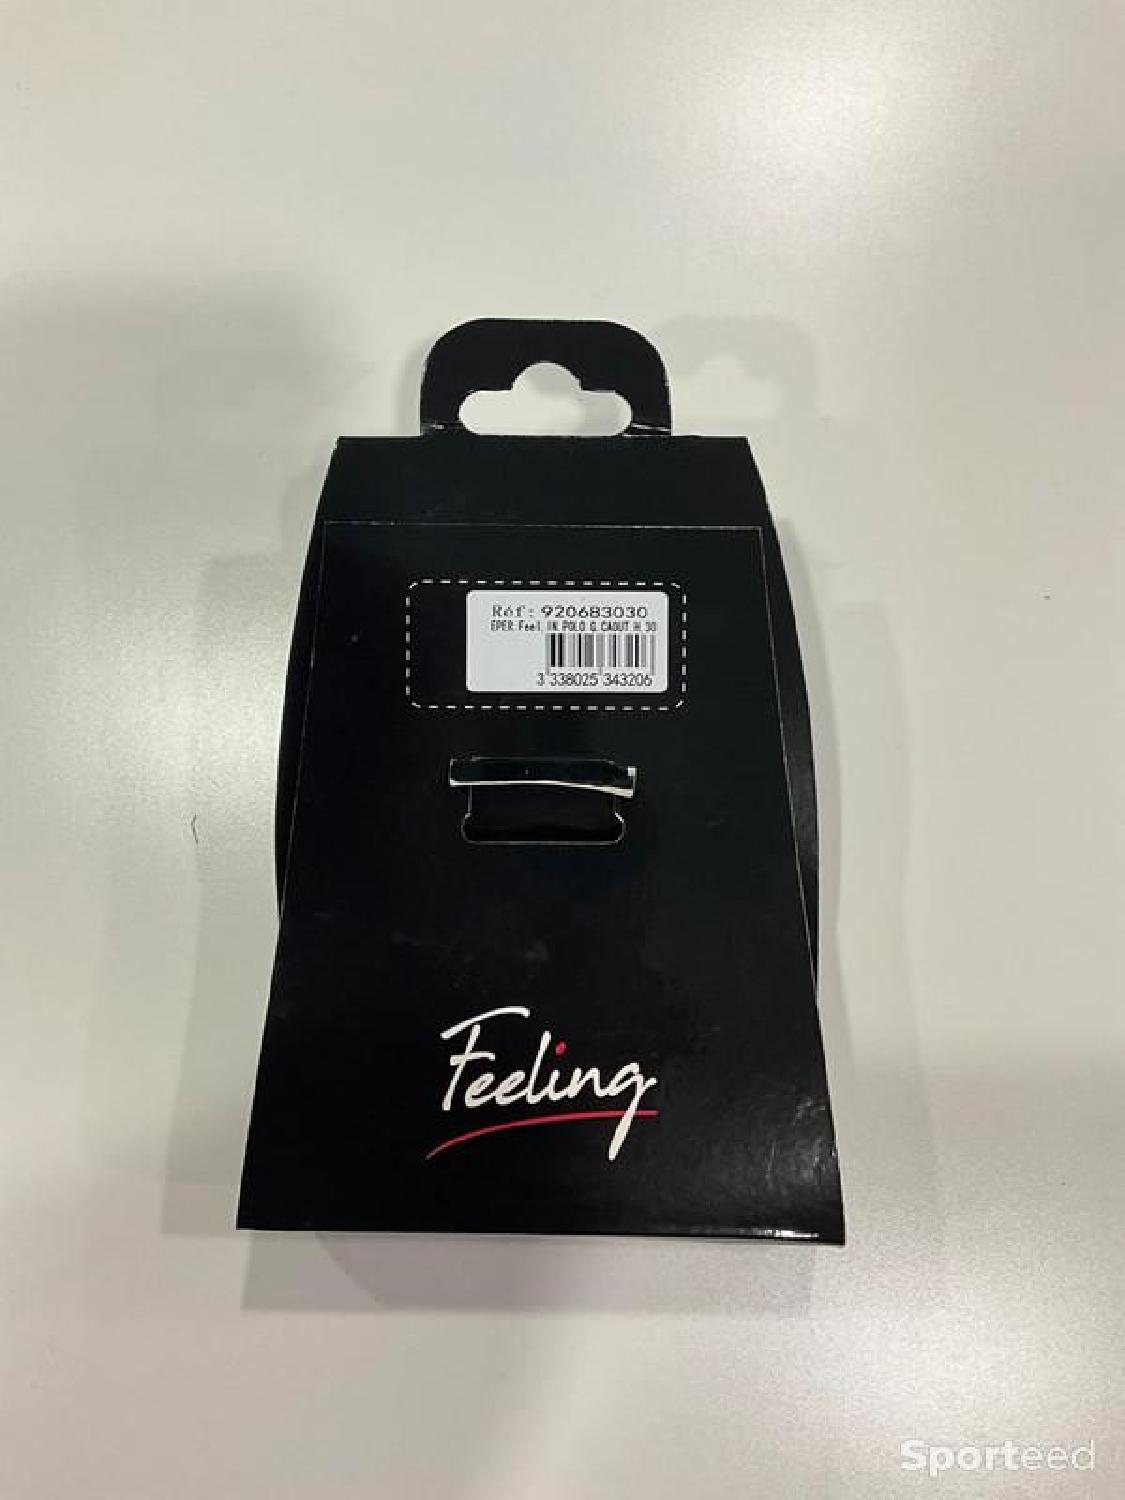 Réf: 920683030
EPER. Feel. IN. POLO G. CAOUT. H. 30
3 338025 343206
Feeling
Sporteed